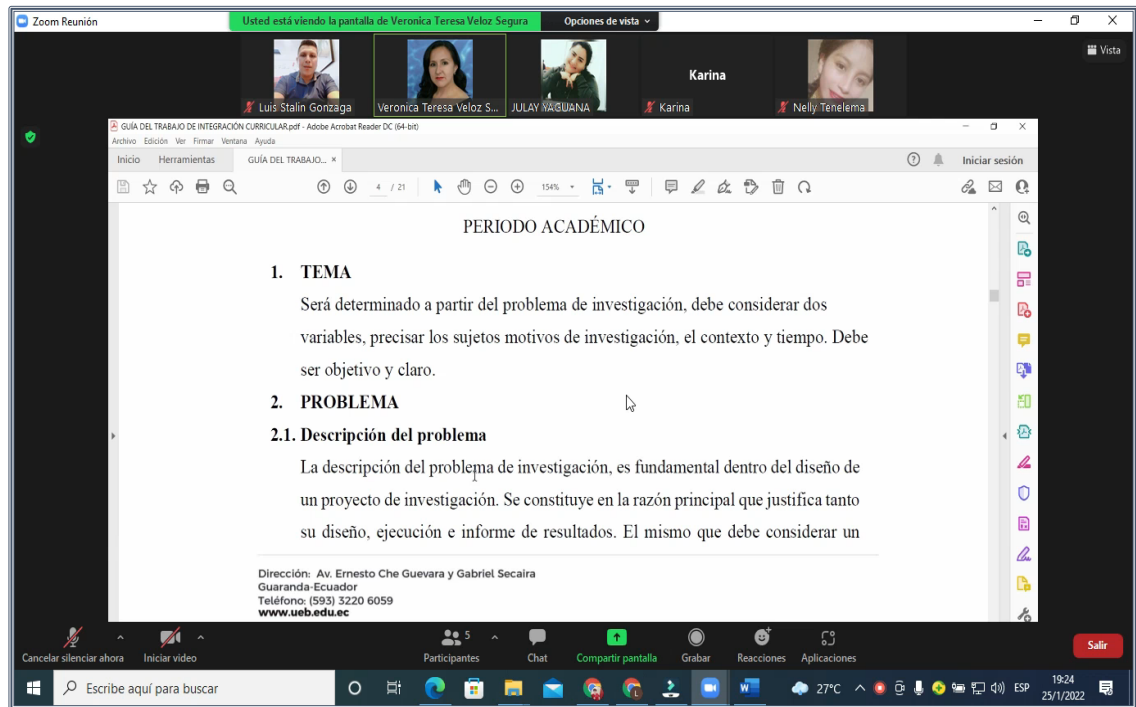 Zoom Reunión
Usted está viendo la pantalla de Veronica Teresa Veloz Segura
Opciones de vista
Vista
Luis Stalin Gonzaga
Veronica Teresa Veloz S...
JULAY YAGUANA
Karina
Karina
Nelly Tenelema
GUÍA DEL TRABAJO DE INTEGRACIÓN CURRICULAR.pdf - Adobe Acrobat Reader DC (64-bit)
Archivo Edición Ver Firmar Ventana Ayuda
Inicio Herramientas GUÍA DEL TRABAJO... × Iniciar sesión
4 / 21 154%
PERIODO ACADÉMICO
1. TEMA
Será determinado a partir del problema de investigación, debe considerar dos
variables, precisar los sujetos motivos de investigación, el contexto y tiempo. Debe
ser objetivo y claro.
2. PROBLEMA
2.1. Descripción del problema
La descripción del problema de investigación, es fundamental dentro del diseño de
un proyecto de investigación. Se constituye en la razón principal que justifica tanto
su diseño, ejecución e informe de resultados. El mismo que debe considerar un
Dirección: Av. Ernesto Che Guevara y Gabriel Secaira
Guaranda-Ecuador
Teléfono: (593) 3220 6059
www.ueb.edu.ec
5
Cancelar silenciar ahora Iniciar video Participantes Chat Compartir pantalla Grabar Reacciones Aplicaciones Salir
Escribe aquí para buscar 27°C ESP 19:24
25/1/2022